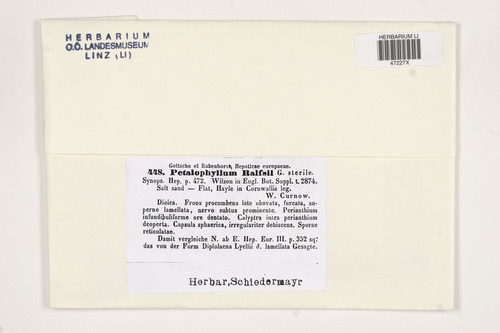 HERBARIUM
O.Ö. LANDESMUSEUM
LINZ (LI)
HERBARIUM LI
47227X
Gottsche et Rabenhorst, Hepaticae europaeae.
448. Petalophyllum Ralfsii G. sterile.
Synops. Hep. p. 472. Wilson in Engl. Bot. Suppl. t. 2874.
Salt sand — Flat, Hayle in Cornwallis leg.
W. Curnow.
Dioica. Frons procumbens late obovata, furcata, su-
perne lamellata, nervo subtus prominente. Perianthium
infundibuliforme ore dentato. Calyptra intra perianthium
deoperta. Capsula sphaerica, irregulariter dehiscens. Sporae
reticulatae.
Damit vergleiche N. ab E. Hep. Eur. III. p. 352 sq:
das von der Form Diplolaena Lyellii d. lamellata Gesagte.
Herbar, Schiedermayr